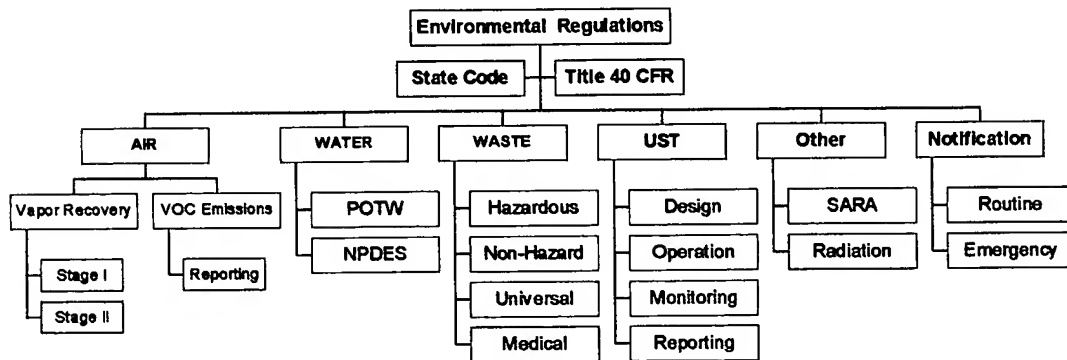 Environmental Regulations
State Code
Title 40 CFR
AIR
WATER
WASTE
UST
Other
Notification
Vapor Recovery
VOC Emissions
POTW
Hazardous
Design
SARA
Routine
NPDES
Non-Hazard
Operation
Radiation
Emergency
Stage I
Reporting
Universal
Monitoring
Stage II
Medical
Reporting